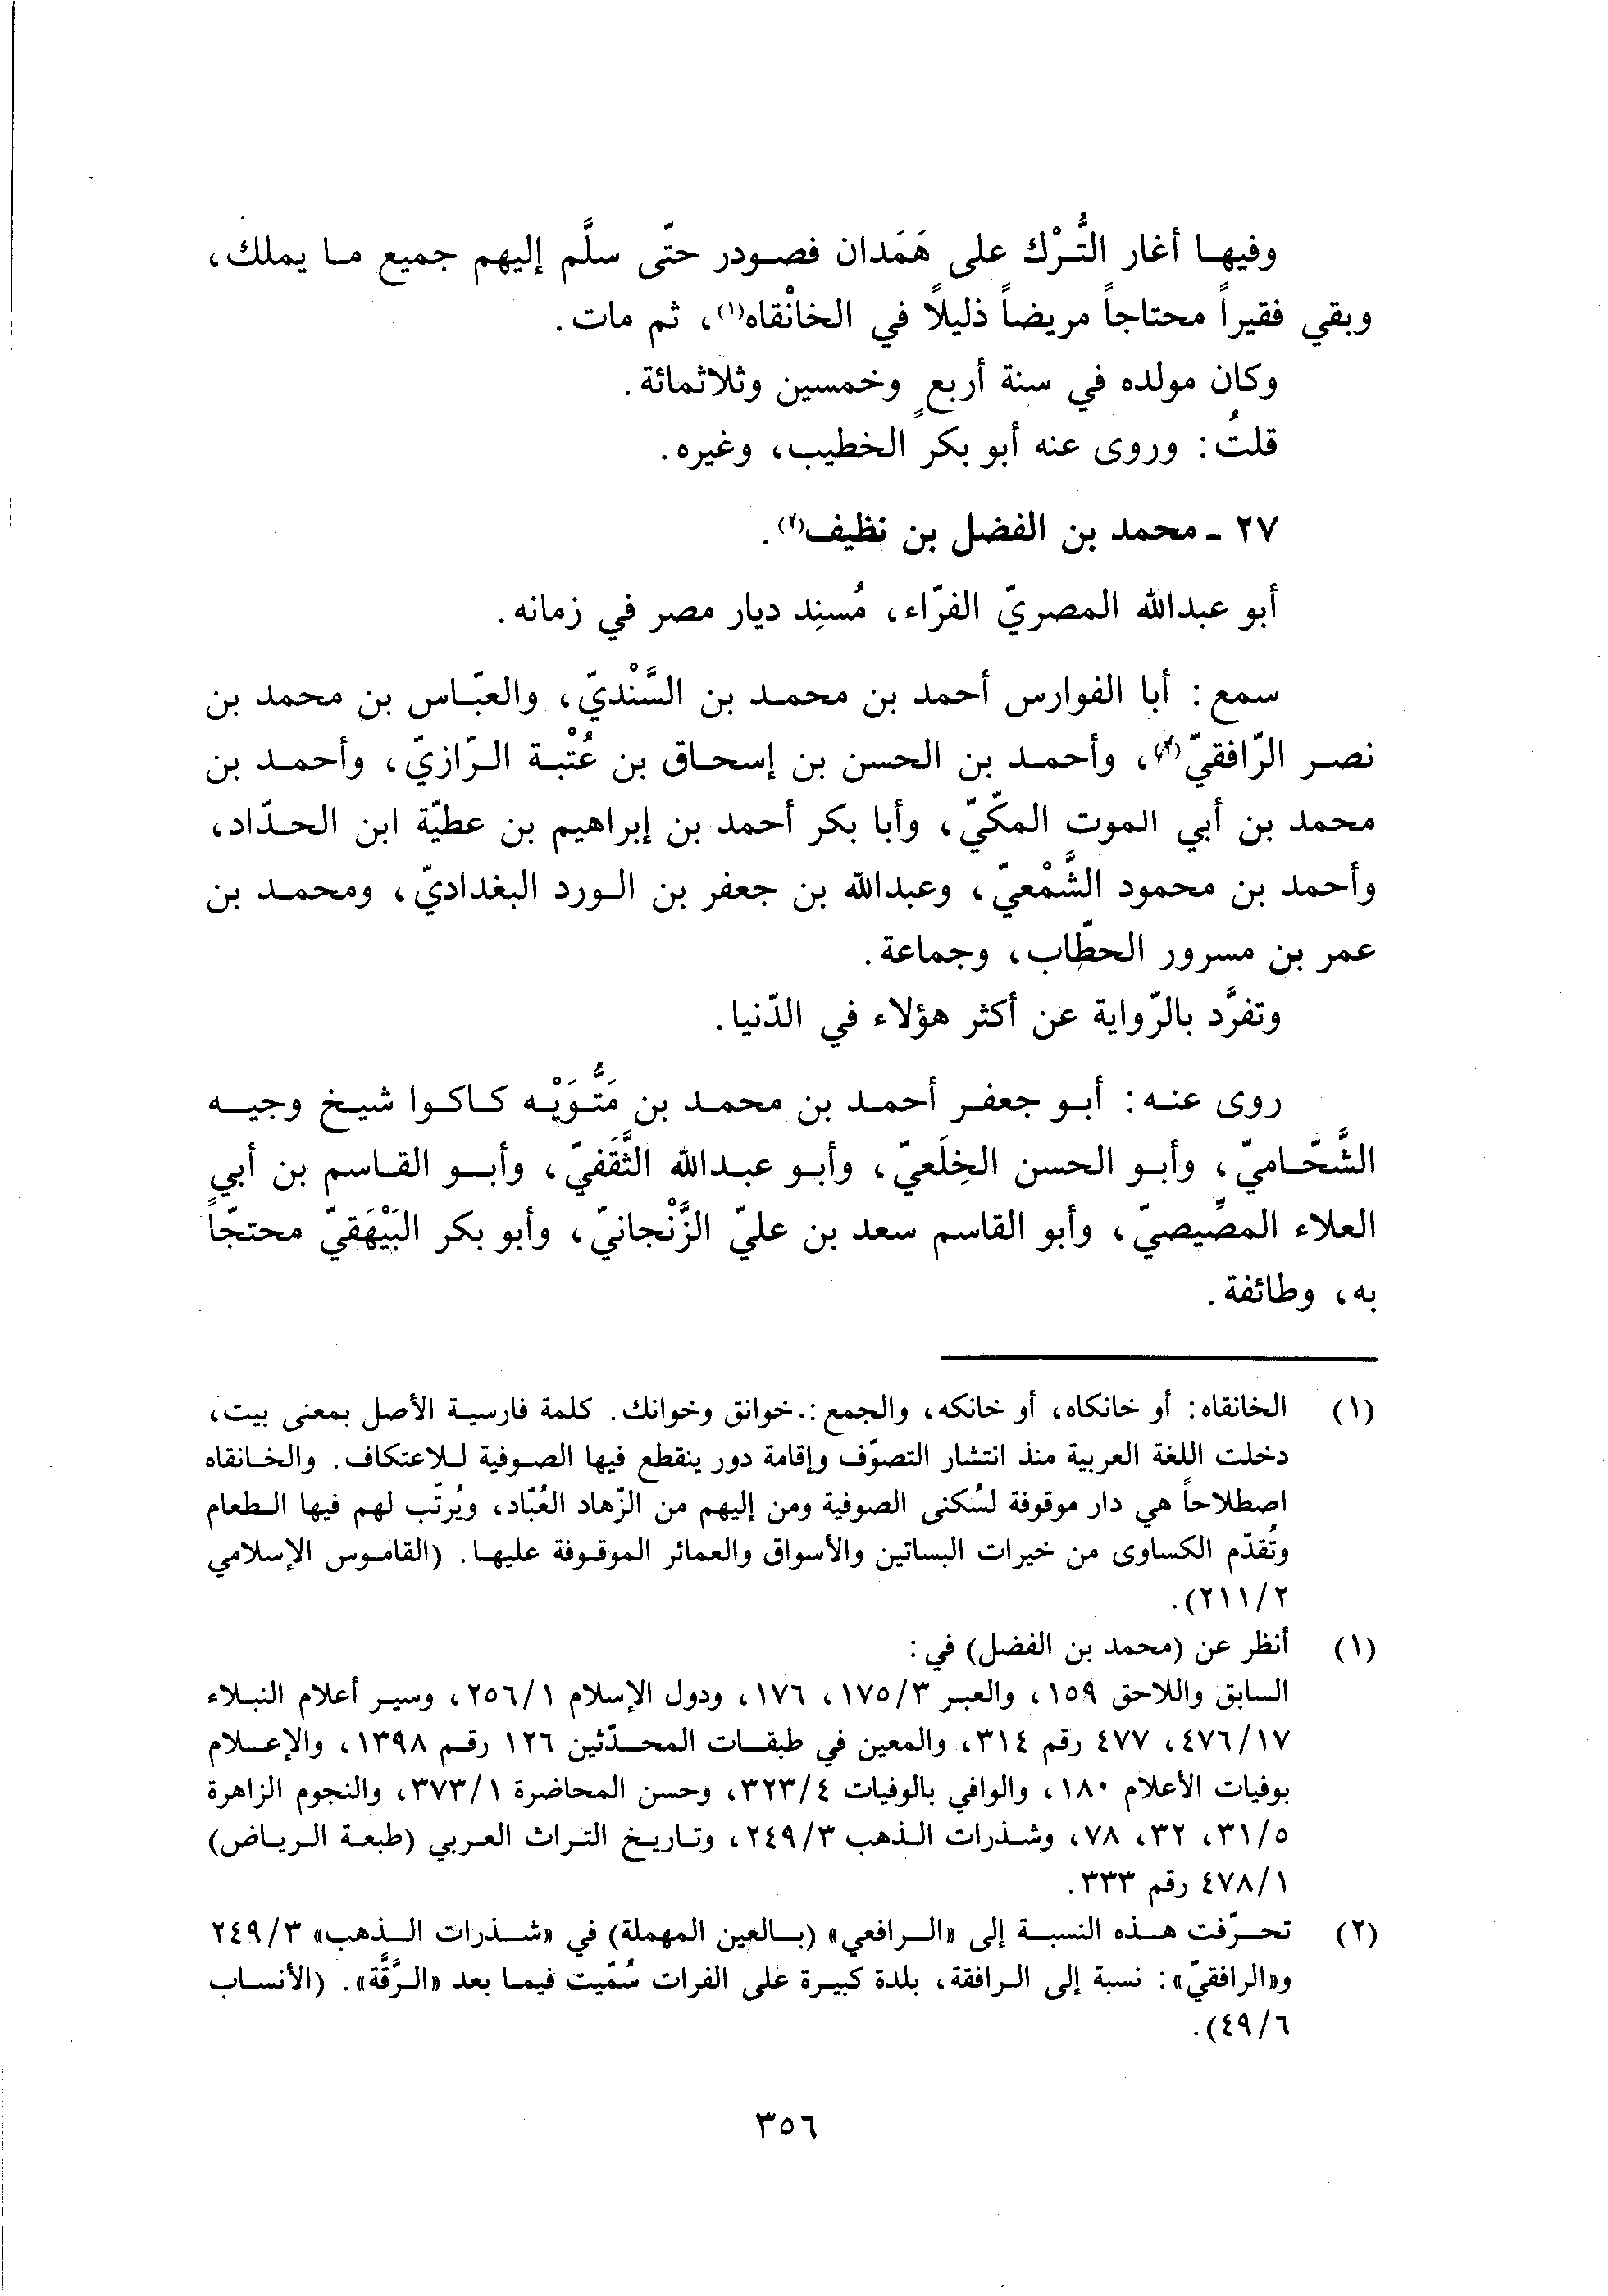 وفيها أغار التُّرْك على هَمَدان فصودر حتّى سلَّم إليهم جميع ما يملك،
وبقي فقيراً محتاجاً مريضاً ذليلاً في الخانْقاه(١)، ثم مات.
وكان مولده في سنة أربعٍ وخمسين وثلاثمائة.
قلتُ: وروى عنه أبو بكر الخطيب، وغيره.
٢٧ ـ محمد بن الفضل بن نظيف(٢).
أبو عبدالله المصريّ الفرّاء، مُسنِد ديار مصر في زمانه.
سمع: أبا الفوارس أحمد بن محمد بن السَّنْديّ، والعبّاس بن محمد بن
نصر الرّافقيّ(٣)، وأحمد بن الحسن بن إسحاق بن عُتْبة الرّازيّ، وأحمد بن
محمد بن أبي الموت المكّيّ، وأبا بكر أحمد بن إبراهيم بن عطيّة ابن الحدّاد،
وأحمد بن محمود الشَّمْعيّ، وعبدالله بن جعفر بن الورد البغداديّ، ومحمد بن
عمر بن مسرور الحطّاب، وجماعة.
وتفرَّد بالرّواية عن أكثر هؤلاء في الدّنيا.
روى عنه: أبو جعفر أحمد بن محمد بن مَتُّوَيْه كاكوا شيخ وجيه
الشَّحّاميّ، وأبو الحسن الخِلَعيّ، وأبو عبدالله الثَّقَفيّ، وأبو القاسم بن أبي
العلاء المصِّيصيّ، وأبو القاسم سعد بن عليّ الزَّنْجانيّ، وأبو بكر البَيْهَقيّ محتجّاً
به، وطائفة.
(١) الخانقاه: أو خانكاه، أو خانكه، والجمع: خوانق وخوانك. كلمة فارسية الأصل بمعنى بيت،
دخلت اللغة العربية منذ انتشار التصوّف وإقامة دور ينقطع فيها الصوفية للاعتكاف. والخانقاه
اصطلاحاً هي دار موقوفة لسُكنى الصوفية ومن إليهم من الزّهاد العُبّاد، ويُرتّب لهم فيها الطعام
وتُقدّم الكساوى من خيرات البساتين والأسواق والعمائر الموقوفة عليها. (القاموس الإسلامي
٢١١/٢).
(١) أنظر عن (محمد بن الفضل) في:
السابق واللاحق ١٥٩، والعبر ١٧٥/٣، ١٧٦، ودول الإسلام ٢٥٦/١، وسير أعلام النبلاء
٤٧٦/١٧، ٤٧٧ رقم ٣١٤، والمعين في طبقات المحدّثين ١٢٦ رقم ١٣٩٨، والإعلام
بوفيات الأعلام ١٨٠، والوافي بالوفيات ٣٢٣/٤، وحسن المحاضرة ٣٧٣/١، والنجوم الزاهرة
٣١/٥، ٣٢، ٧٨، وشذرات الذهب ٢٤٩/٣، وتاريخ التراث العربي (طبعة الرياض)
٤٧٨/١ رقم ٣٣٣.
(٢) تحرّفت هذه النسبة إلى «الرافعي» (بالعين المهملة) في «شذرات الذهب» ٢٤٩/٣
و«الرافقيّ»: نسبة إلى الرافقة، بلدة كبيرة على الفرات سُمّيت فيما بعد «الرَّقَّة». (الأنساب
٤٩/٦).
٣٥٦